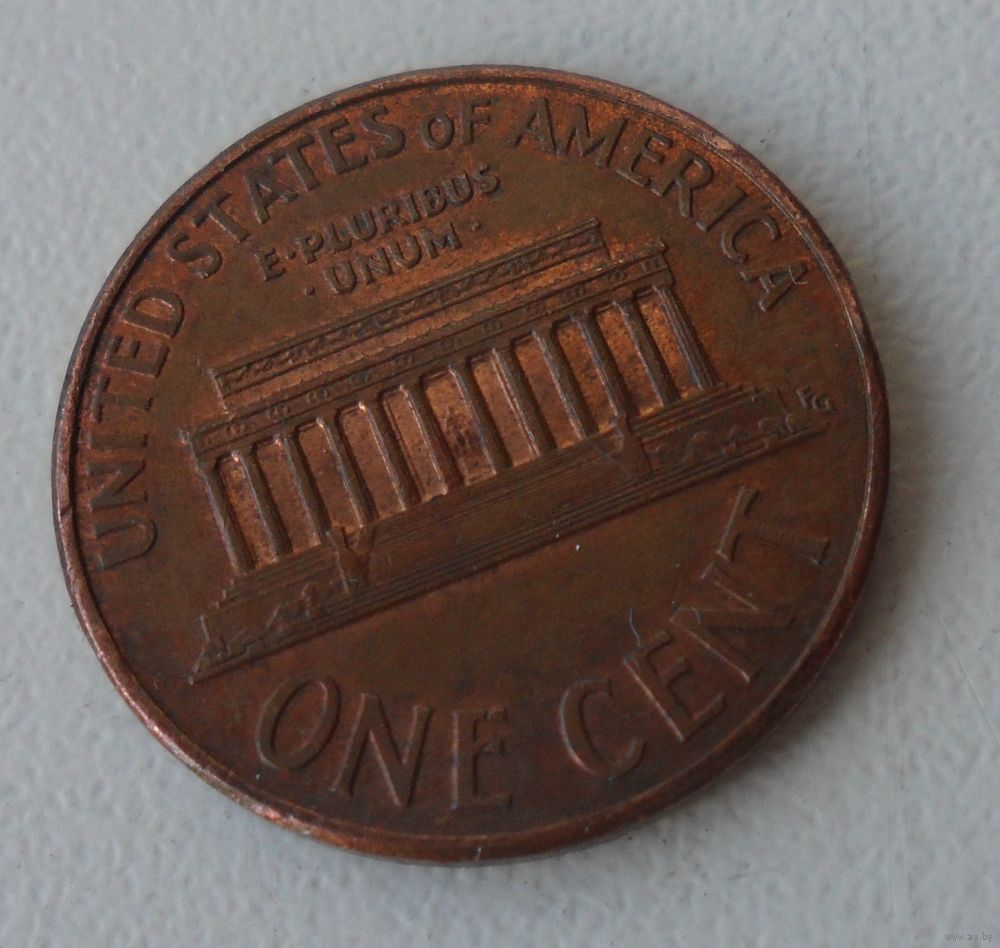 UNITED STATES OF AMERICA
E·PLURIBUS
·UNUM·
FG
ONE CENT
www.ay.by